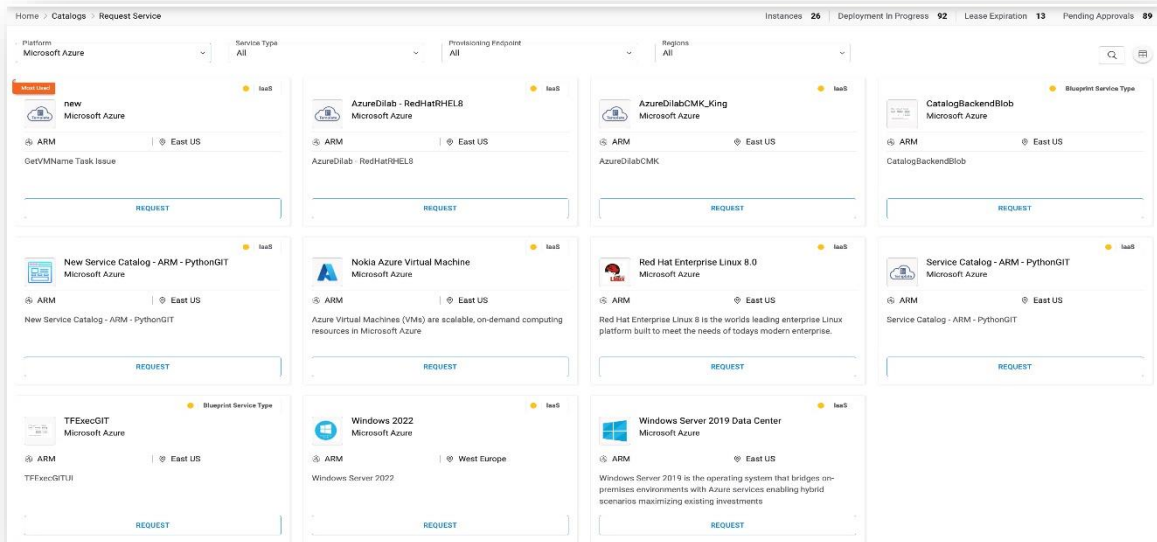 Home > Catalogs > Request Service
Instances 26 Deployment In Progress 92 Lease Expiration 13 Pending Approvals 89
Platform
Microsoft Azure
Service Type
All
Provisioning Endpoint
All
Regions
All
Most Used
IaaS
new
Microsoft Azure
ARM
East US
GetVMName Task Issue
REQUEST
IaaS
AzureDilab - RedHatRHEL8
Microsoft Azure
ARM
East US
AzureDilab - RedHatRHEL8
REQUEST
IaaS
AzureDilabCMK_King
Microsoft Azure
ARM
East US
AzureDilabCMK
REQUEST
Blueprint Service Type
CatalogBackendBlob
Microsoft Azure
ARM
East US
CatalogBackendBlob
REQUEST
IaaS
New Service Catalog - ARM - PythonGIT
Microsoft Azure
ARM
East US
New Service Catalog - ARM - PythonGIT
REQUEST
IaaS
Nokia Azure Virtual Machine
Microsoft Azure
ARM
East US
Azure Virtual Machines (VMs) are scalable, on-demand computing
resources in Microsoft Azure
REQUEST
IaaS
Red Hat Enterprise Linux 8.0
Microsoft Azure
ARM
East US
Red Hat Enterprise Linux 8 is the worlds leading enterprise Linux
platform built to meet the needs of todays modern enterprise.
REQUEST
IaaS
Service Catalog - ARM - PythonGIT
Microsoft Azure
ARM
East US
Service Catalog - ARM - PythonGIT
REQUEST
Blueprint Service Type
TFExecGIT
Microsoft Azure
ARM
East US
TFExecGITUI
REQUEST
IaaS
Windows 2022
Microsoft Azure
ARM
West Europe
Windows Server 2022
REQUEST
IaaS
Windows Server 2019 Data Center
Microsoft Azure
ARM
East US
Windows Server 2019 is the operating system that bridges on-
premises environments with Azure services enabling hybrid
scenarios maximizing existing investments
REQUEST